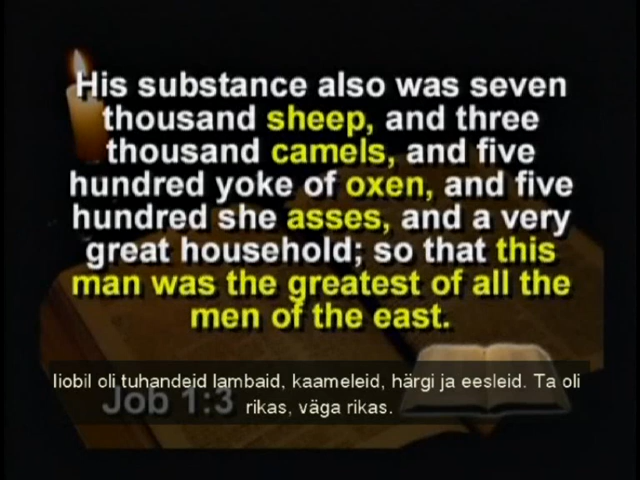 His substance also was seven
thousand sheep, and three
thousand camels, and five
hundred yoke of oxen, and five
hundred she asses, and a very
great household; so that this
man was the greatest of all the
men of the east.
Iiobil oli tuhandeid lambaid, kaameleid, härgi ja eesleid. Ta oli
rikas, väga rikas.
Job 1:3